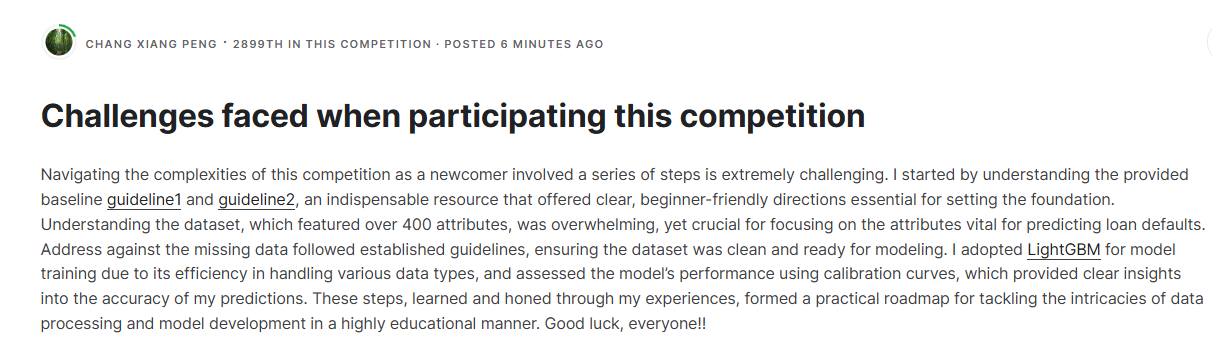 CHANG XIANG PENG · 2899TH IN THIS COMPETITION · POSTED 6 MINUTES AGO
Challenges faced when participating this competition
Navigating the complexities of this competition as a newcomer involved a series of steps is extremely challenging. I started by understanding the provided
baseline guideline1 and guideline2, an indispensable resource that offered clear, beginner-friendly directions essential for setting the foundation.
Understanding the dataset, which featured over 400 attributes, was overwhelming, yet crucial for focusing on the attributes vital for predicting loan defaults.
Address against the missing data followed established guidelines, ensuring the dataset was clean and ready for modeling. I adopted LightGBM for model
training due to its efficiency in handling various data types, and assessed the model’s performance using calibration curves, which provided clear insights
into the accuracy of my predictions. These steps, learned and honed through my experiences, formed a practical roadmap for tackling the intricacies of data
processing and model development in a highly educational manner. Good luck, everyone!!